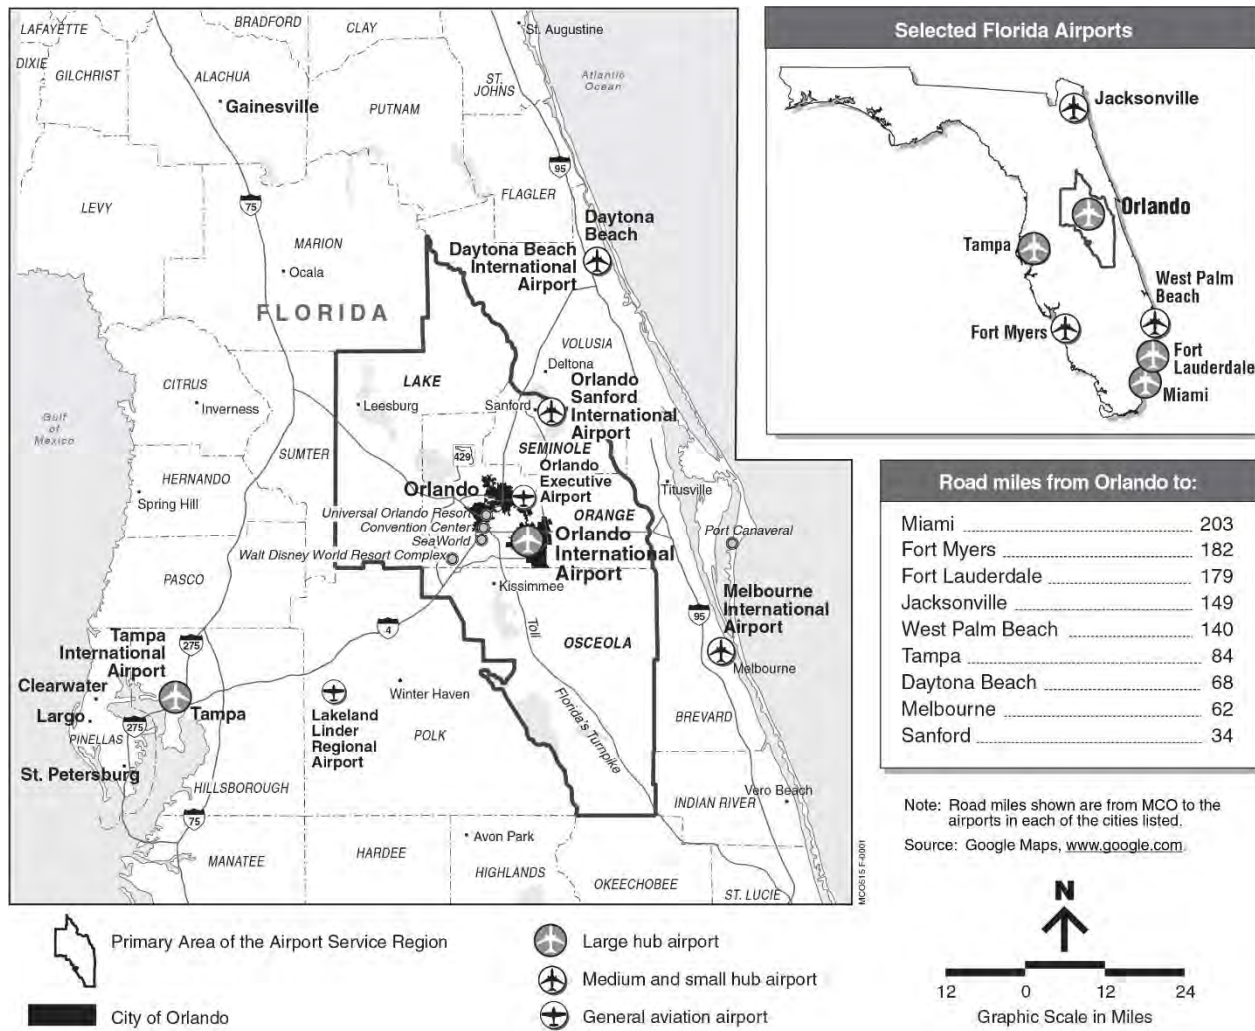 LAFAYETTE
BRADFORD
CLAY
St. Augustine
DIXIE
GILCHRIST
ALACHUA
Gainesville
PUTNAM
ST.
JOHNS
Atlantic
Ocean
95
FLAGLER
LEVY
75
MARION
Ocala
FLORIDA
Daytona
Beach
Daytona Beach
International
Airport
VOLUSIA
Deltona
CITRUS
Inverness
LAKE
Leesburg
Gulf
of
Mexico
Sanford
Orlando
Sanford
International
Airport
SUMTER
HERNANDO
Spring Hill
429
SEMINOLE
Orlando
Executive
Airport
Orlando
Titusville
Universal Orlando Resort
Convention Center
SeaWorld
Walt Disney World Resort Complex
ORANGE
Orlando
International
Airport
Port Canaveral
PASCO
Kissimmee
Toll
Melbourne
International
Airport
95
4
OSCEOLA
Tampa
International
Airport
275
Clearwater
Largo
Tampa
275
PINELLAS
St. Petersburg
Winter Haven
Lakeland
Linder
Regional
Airport
POLK
Florida's Turnpike
Melbourne
BREVARD
HILLSBOROUGH
75
Vero Beach
INDIAN RIVER
MANATEE
HARDEE
Avon Park
HIGHLANDS
OKEECHOBEE
ST. LUCIE
MCO515 F-0001
Selected Florida Airports
Jacksonville
Orlando
Tampa
West Palm
Beach
Fort Myers
Fort
Lauderdale
Miami
Road miles from Orlando to:
Miami 203
Fort Myers 182
Fort Lauderdale 179
Jacksonville 149
West Palm Beach 140
Tampa 84
Daytona Beach 68
Melbourne 62
Sanford 34
Note: Road miles shown are from MCO to the
airports in each of the cities listed.
Source: Google Maps, www.google.com
N
12 0 12 24
Graphic Scale in Miles
Primary Area of the Airport Service Region
City of Orlando
Large hub airport
Medium and small hub airport
General aviation airport